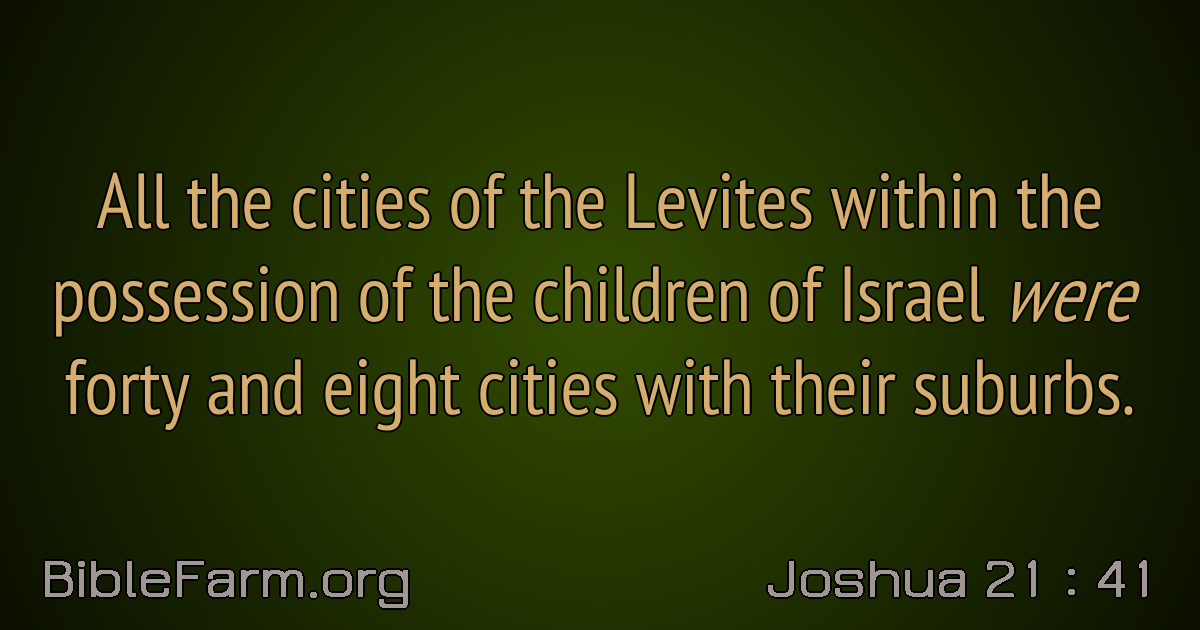 All the cities of the Levites within the
possession of the children of Israel were
forty and eight cities with their suburbs.
BibleFarm.org
Joshua 21 : 41